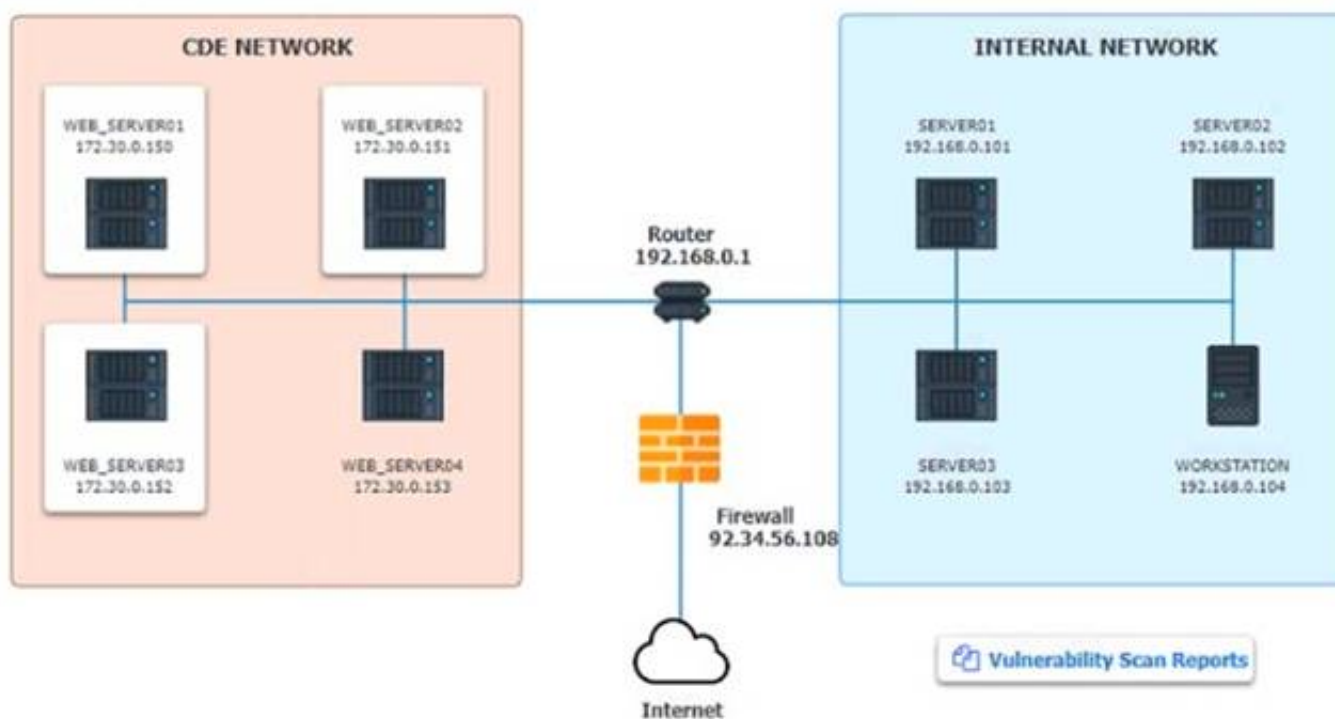 CDE NETWORK
WEB_SERVER01
172.30.0.150
WEB_SERVER02
172.30.0.151
WEB_SERVER03
172.30.0.152
WEB_SERVER04
172.30.0.153
Router
192.168.0.1
Firewall
92.34.56.108
Internet
INTERNAL NETWORK
SERVER01
192.168.0.101
SERVER02
192.168.0.102
SERVER03
192.168.0.103
WORKSTATION
192.168.0.104
Vulnerability Scan Reports